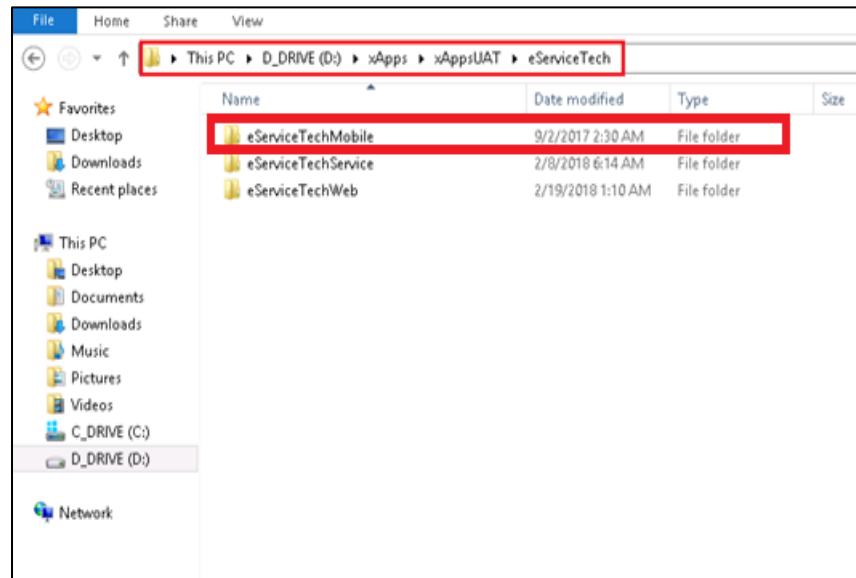 File Home Share View
This PC D_DRIVE (D:) xApps xAppsUAT eServiceTech
Favorites
Desktop
Downloads
Recent places
This PC
Desktop
Documents
Downloads
Music
Pictures
Videos
C_DRIVE (C:)
D_DRIVE (D:)
Network
Name Date modified Type Size
eServiceTechMobile 9/2/2017 2:30 AM File folder
eServiceTechService 2/8/2018 6:14 AM File folder
eServiceTechWeb 2/19/2018 1:10 AM File folder